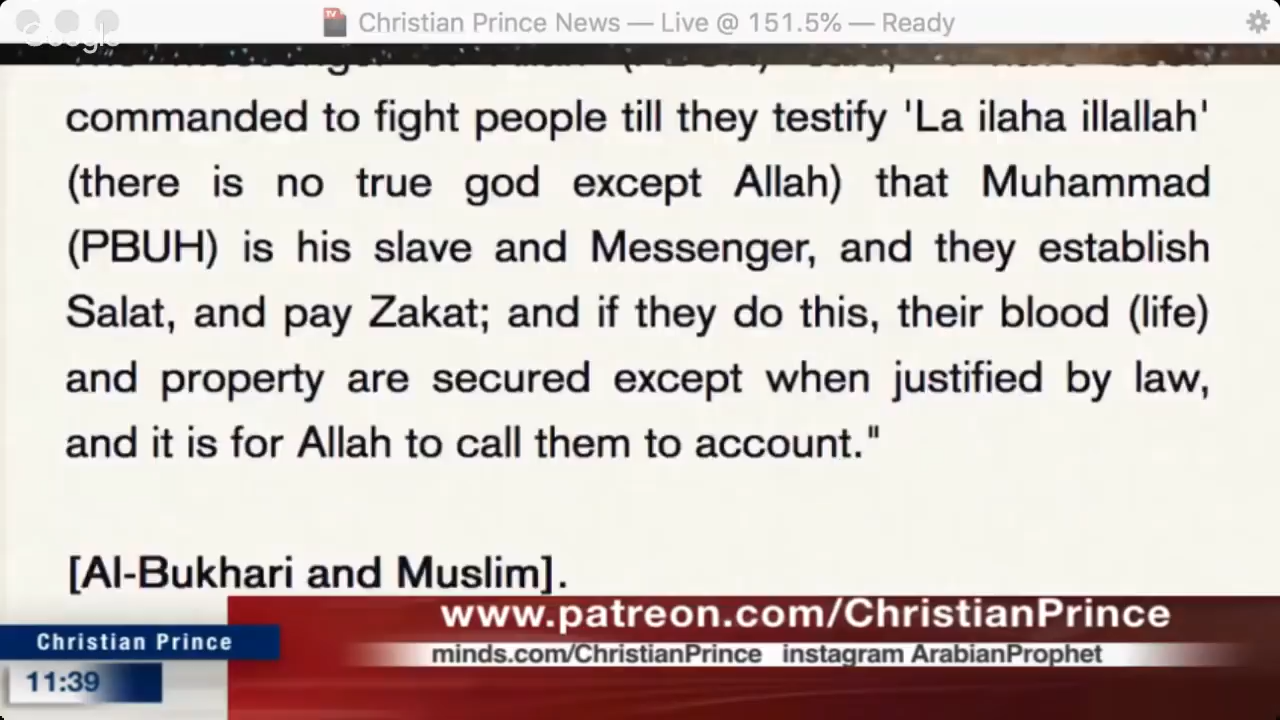 Christian Prince News — Live @ 151.5% — Ready
Google
commanded to fight people till they testify 'La ilaha illallah'
(there is no true god except Allah) that Muhammad
(PBUH) is his slave and Messenger, and they establish
Salat, and pay Zakat; and if they do this, their blood (life)
and property are secured except when justified by law,
and it is for Allah to call them to account."
[Al-Bukhari and Muslim].
www.patreon.com/ChristianPrince
Christian Prince
minds.com/ChristianPrince instagram ArabianProphet
11:39